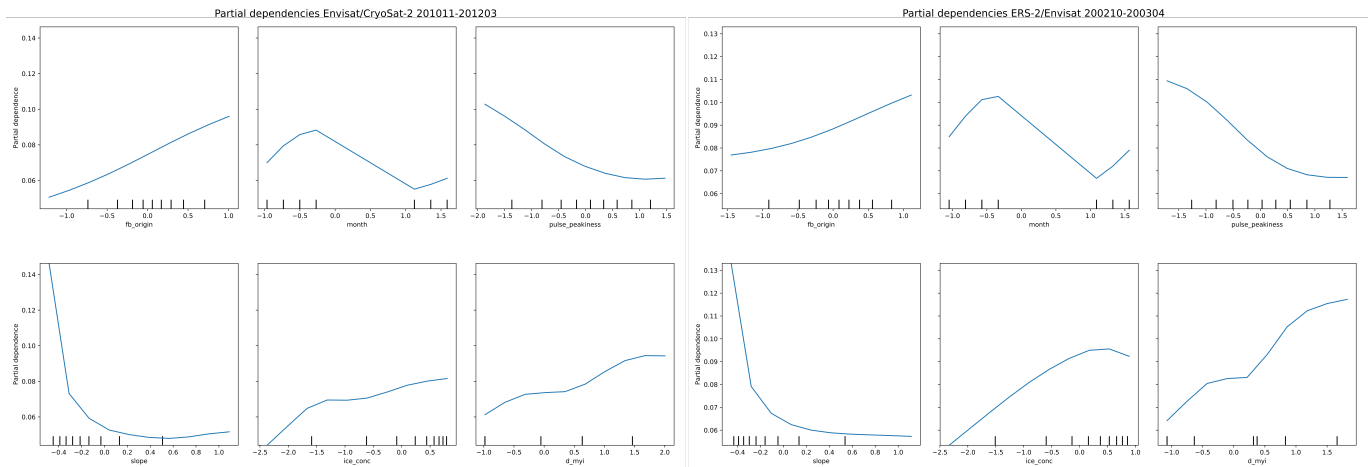 Partial dependencies Envisat/CryoSat-2 201011-201203
Partial dependence
0.14
0.12
0.10
0.08
0.06
−1.0 −0.5 0.0 0.5 1.0
fb_origin
−1.0 −0.5 0.0 0.5 1.0 1.5
month
−2.0 −1.5 −1.0 −0.5 0.0 0.5 1.0 1.5
pulse_peakiness
Partial dependence
0.14
0.12
0.10
0.08
0.06
−0.4 −0.2 0.0 0.2 0.4 0.6 0.8 1.0
slope
−2.5 −2.0 −1.5 −1.0 −0.5 0.0 0.5
ice_conc
−1.0 −0.5 0.0 0.5 1.0 1.5 2.0
d_myi
Partial dependencies ERS-2/Envisat 200210-200304
Partial dependence
0.13
0.12
0.11
0.10
0.09
0.08
0.07
0.06
−1.5 −1.0 −0.5 0.0 0.5 1.0
fb_origin
−1.0 −0.5 0.0 0.5 1.0 1.5
month
−1.5 −1.0 −0.5 0.0 0.5 1.0 1.5
pulse_peakiness
Partial dependence
0.13
0.12
0.11
0.10
0.09
0.08
0.07
0.06
−0.4 −0.2 0.0 0.2 0.4 0.6 0.8 1.0
slope
−2.5 −2.0 −1.5 −1.0 −0.5 0.0 0.5 1.0
ice_conc
−1.0 −0.5 0.0 0.5 1.0 1.5
d_myi